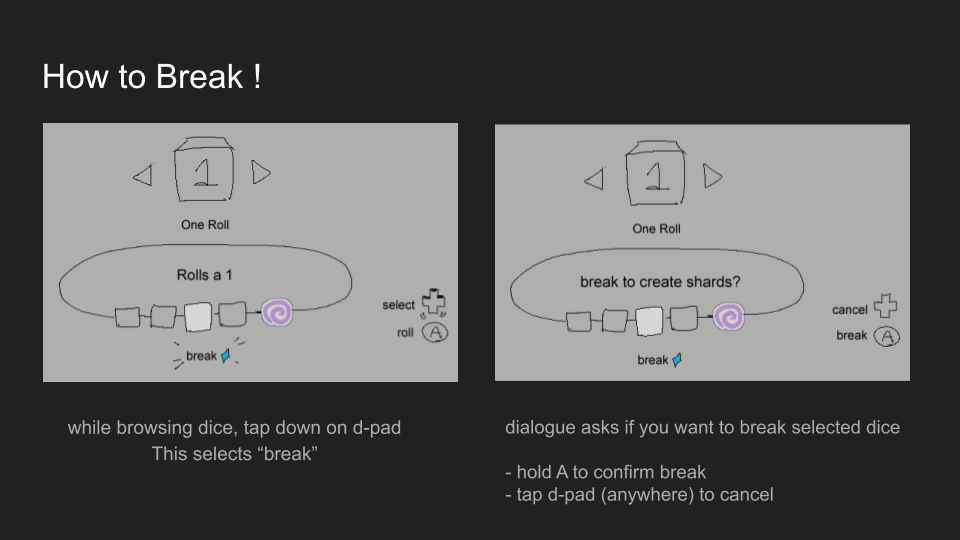 How to Break !
1
One Roll
Rolls a 1
select
roll A
break
1
One Roll
break to create shards?
cancel
break A
break
while browsing dice, tap down on d-pad
This selects “break”
dialogue asks if you want to break selected dice
- hold A to confirm break
- tap d-pad (anywhere) to cancel